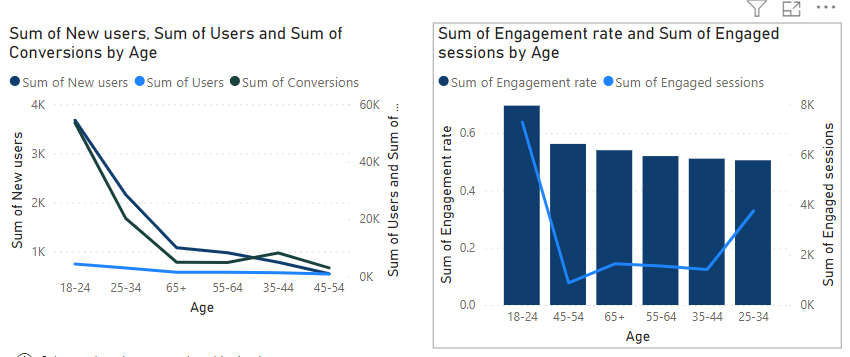 Sum of New users, Sum of Users and Sum of
Conversions by Age
Sum of New users Sum of Users Sum of Conversions
4K
3K
2K
1K
Sum of New users
60K
40K
20K
0K
Sum of Users and Sum of ...
18-24 25-34 65+ 55-64 35-44 45-54
Age
Sum of Engagement rate and Sum of Engaged
sessions by Age
Sum of Engagement rate Sum of Engaged sessions
0.6
0.4
0.2
0.0
Sum of Engagement rate
8K
6K
4K
2K
0K
Sum of Engaged sessions
18-24 45-54 65+ 55-64 35-44 25-34
Age